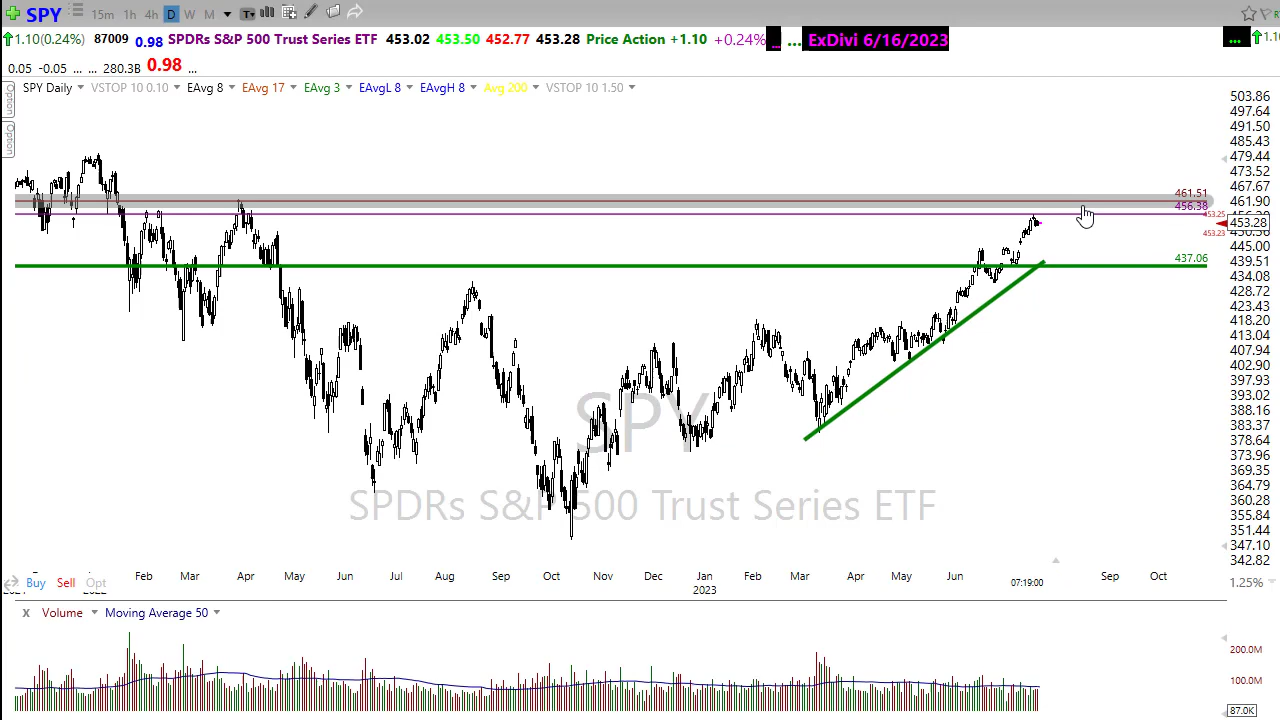 SPY 15m 1h 4h D W M T
1.10(0.24%) 87009 0.98 SPDRs S&P 500 Trust Series ETF 453.02 453.50 452.77 453.28 Price Action +1.10 +0.24% ... ... ExDivi 6/16/2023 ... 1.10
0.05 -0.05 ... ... 280.3B 0.98 ...
Option SPY Daily VSTOP 10 0.10 EAvg 8 EAvg 17 EAvg 3 EAvgL 8 EAvgH 8 Avg 200 VSTOP 10 1.50
Option
503.86
497.64
491.50
485.43
479.44
473.52
467.67
461.51
461.90
456.38
453.25
453.28
453.23
445.00
437.06
439.51
434.08
428.72
423.43
418.20
413.04
407.94
402.90
397.93
393.02
388.16
383.37
378.64
373.96
369.35
364.79
360.28
355.84
351.44
347.10
342.82
SPY
SPDRs S&P 500 Trust Series ETF
Feb Mar Apr May Jun Jul Aug Sep Oct Nov Dec Jan Feb Mar Apr May Jun Sep Oct
2022 2023 07:19:00
Buy Sell Opt 1.25%
X Volume Moving Average 50
200.0M
100.0M
87.0K